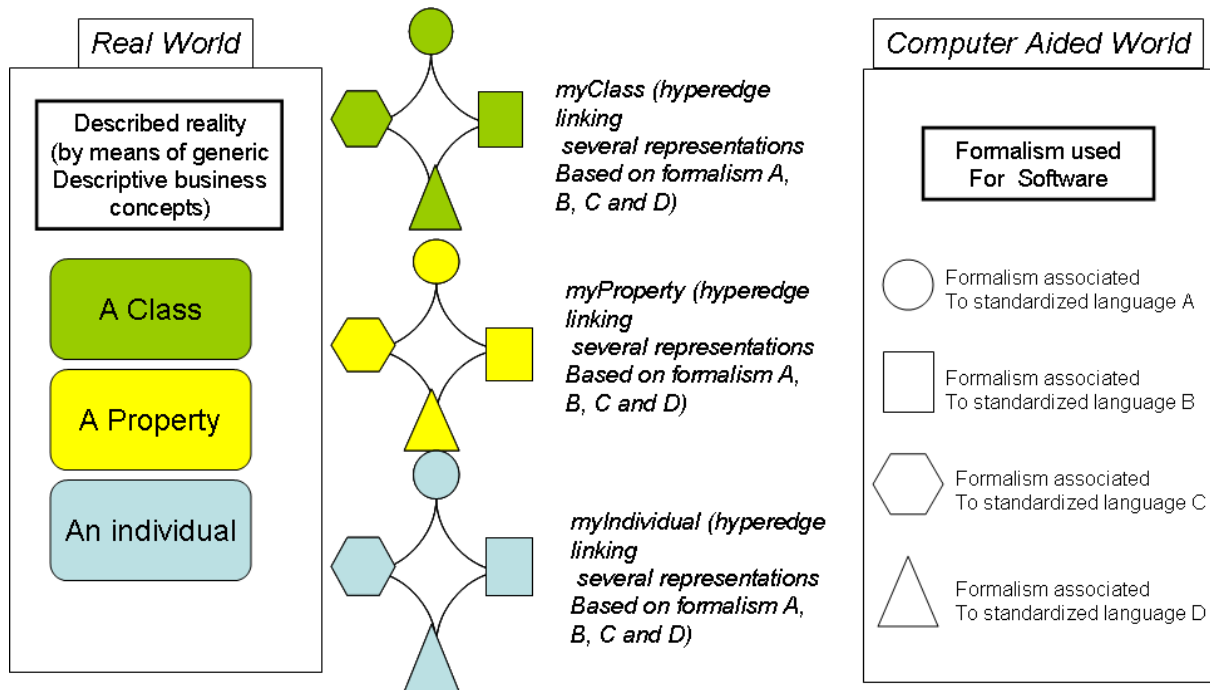 Real World
Described reality
(by means of generic
Descriptive business
concepts)
A Class
A Property
An individual
myClass (hyperedge
linking
several representations
Based on formalism A,
B, C and D)
myProperty (hyperedge
linking
several representations
Based on formalism A,
B, C and D)
myIndividual (hyperedge
linking
several representations
Based on formalism A,
B, C and D)
Computer Aided World
Formalism used
For Software
Formalism associated
To standardized language A
Formalism associated
To standardized language B
Formalism associated
To standardized language C
Formalism associated
To standardized language D